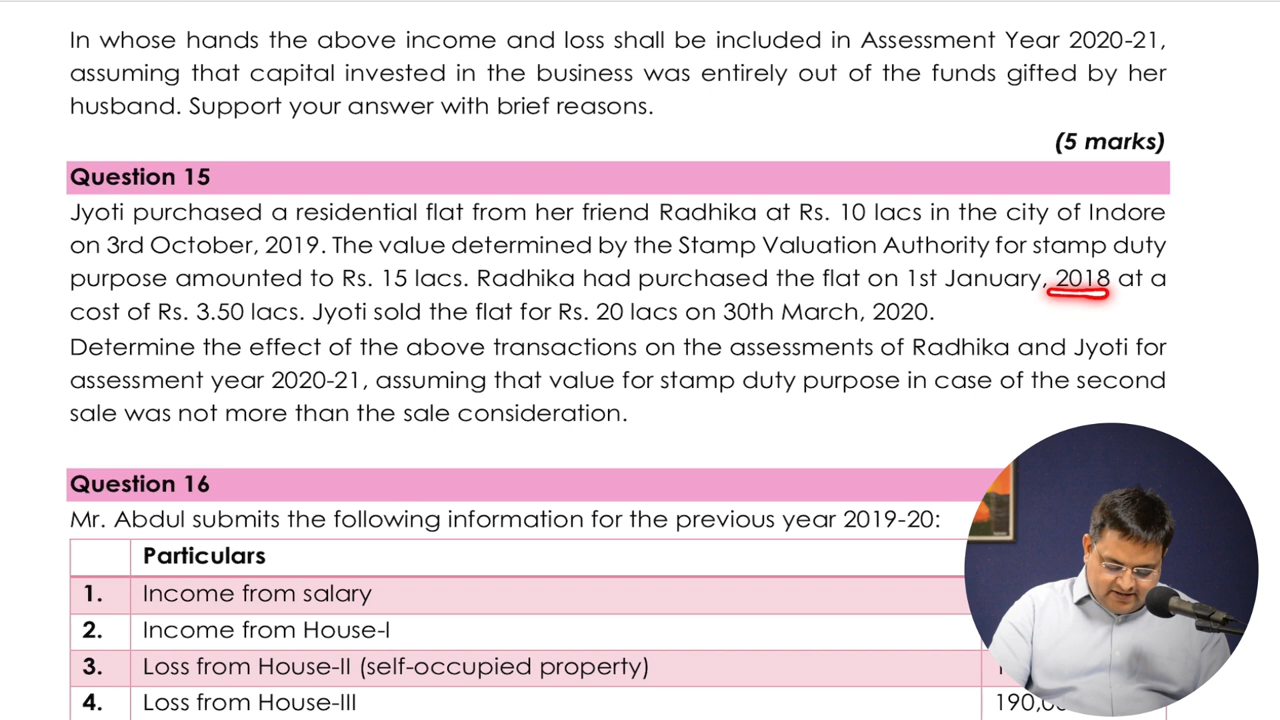 In whose hands the above income and loss shall be included in Assessment Year 2020-21,
assuming that capital invested in the business was entirely out of the funds gifted by her
husband. Support your answer with brief reasons.
(5 marks)
Question 15
Jyoti purchased a residential flat from her friend Radhika at Rs. 10 lacs in the city of Indore
on 3rd October, 2019. The value determined by the Stamp Valuation Authority for stamp duty
purpose amounted to Rs. 15 lacs. Radhika had purchased the flat on 1st January, 2018 at a
cost of Rs. 3.50 lacs. Jyoti sold the flat for Rs. 20 lacs on 30th March, 2020.
Determine the effect of the above transactions on the assessments of Radhika and Jyoti for
assessment year 2020-21, assuming that value for stamp duty purpose in case of the second
sale was not more than the sale consideration.
Question 16
Mr. Abdul submits the following information for the previous year 2019-20:
Particulars
1. Income from salary
2. Income from House-I
3. Loss from House-II (self-occupied property)
4. Loss from House-III